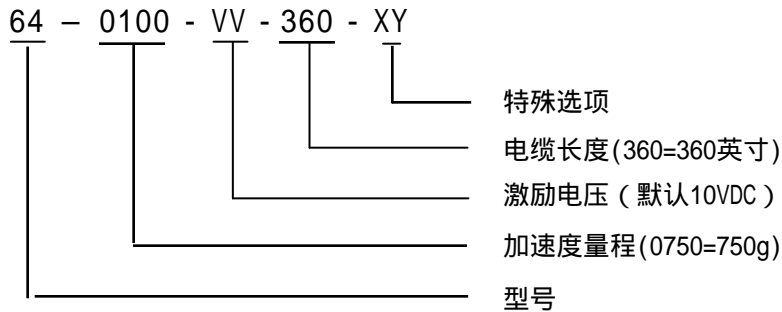 64 – 0100 - VV - 360 - XY
特殊选项
电缆长度(360=360英寸)
激励电压（默认10VDC）
加速度量程(0750=750g)
型号